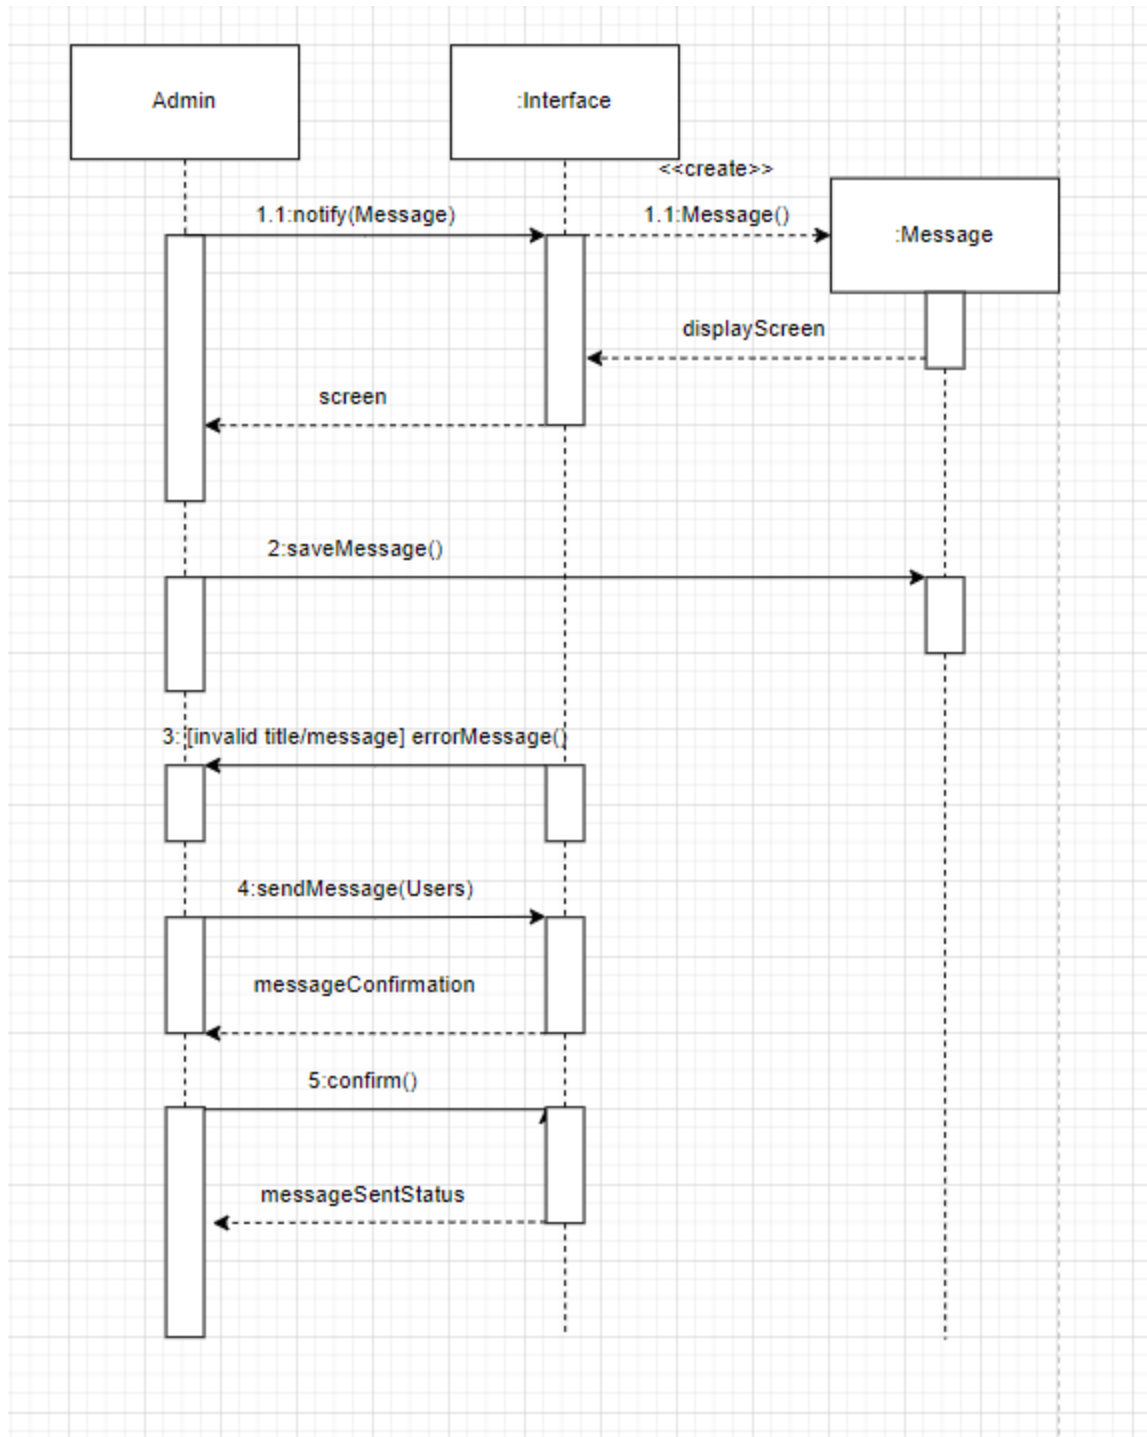 Admin
:Interface
<<create>>
1.1:notify(Message)
1.1:Message()
:Message
displayScreen
screen
2:saveMessage()
3: [invalid title/message] errorMessage()
4:sendMessage(Users)
messageConfirmation
5:confirm()
messageSentStatus